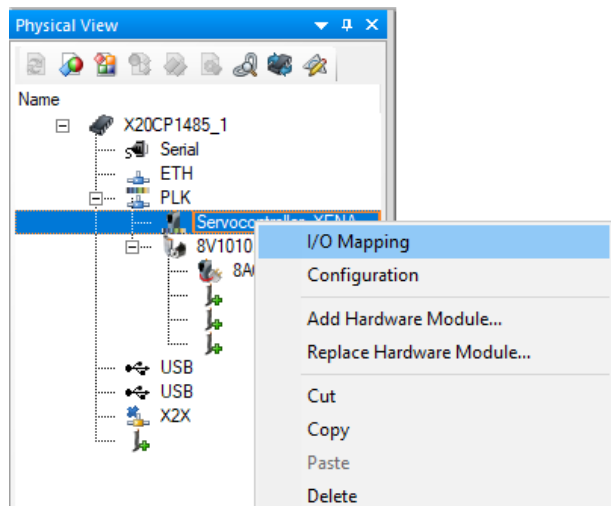 Physical View
Name
X20CP1485_1
Serial
ETH
PLK
Servocontroller_XENA
I/O Mapping
8V1010
Configuration
Add Hardware Module...
Replace Hardware Module...
USB
USB
Cut
X2X
Copy
Paste
Delete